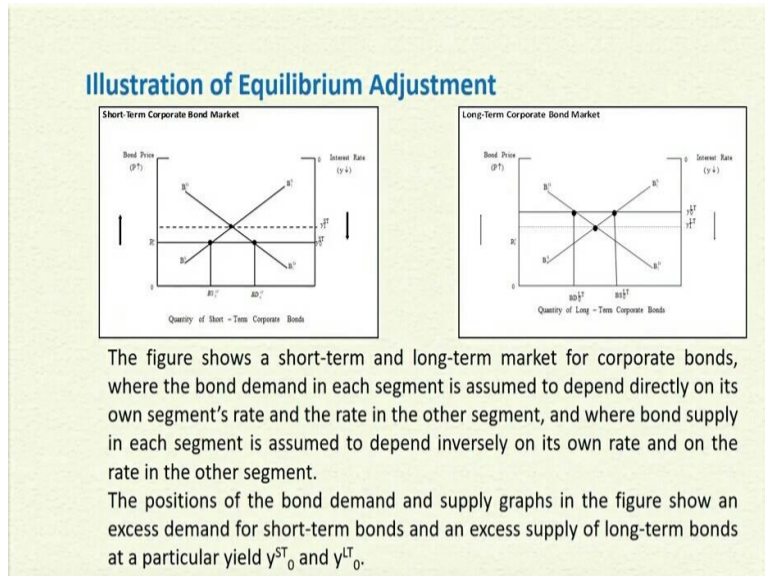 Illustration of Equilibrium Adjustment
Short-Term Corporate Bond Market
Bond Price
(P↑)
0 Interest Rate
(y↓)
0
Quantity of Short - Term Corporate Bonds
Long-Term Corporate Bond Market
Bond Price
(P↑)
0 Interest Rate
(y↓)
0
Quantity of Long - Term Corporate Bonds
The figure shows a short-term and long-term market for corporate bonds,
where the bond demand in each segment is assumed to depend directly on its
own segment's rate and the rate in the other segment, and where bond supply
in each segment is assumed to depend inversely on its own rate and on the
rate in the other segment.
The positions of the bond demand and supply graphs in the figure show an
excess demand for short-term bonds and an excess supply of long-term bonds
at a particular yield y^ST_0 and y^LT_0.